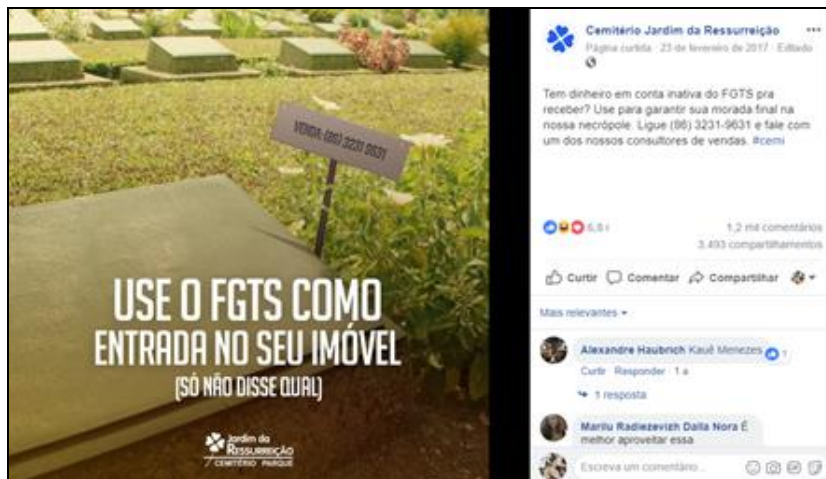 VENDA: (86) 3231 9631
USE O FGTS COMO
ENTRADA NO SEU IMÓVEL
(SÓ NÃO DISSE QUAL)
Jardim da
RESSURREIÇÃO
CEMITÉRIO PARQUE
Cemitério Jardim da Ressurreição
Página curtida · 23 de fevereiro de 2017 · Editado
Tem dinheiro em conta inativa do FGTS pra
receber? Use para garantir sua morada final na
nossa necrópole. Ligue (86) 3231-9631 e fale com
um dos nossos consultores de vendas. #cemi
1,2 mil comentários
3.493 compartilhamentos
Curtir Comentar Compartilhar
Mais relevantes
Alexandre Haubrich Kauê Menezes 1
Curtir · Responder · 1 a
1 resposta
Marilu Radiezevizh Dalla Nora É
melhor aproveitar essa
Escreva um comentário...